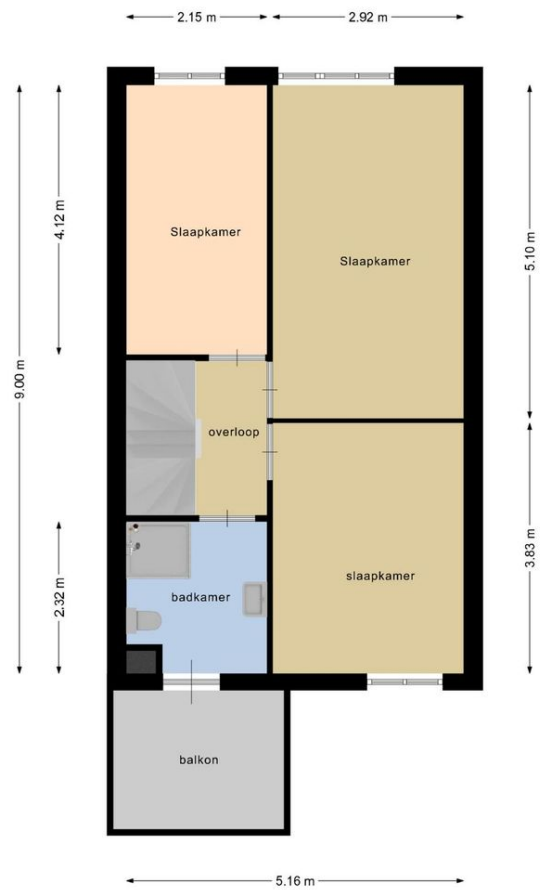 2.15 m
2.92 m
4.12 m
9.00 m
5.10 m
Slaapkamer
Slaapkamer
overloop
2.32 m
badkamer
slaapkamer
3.83 m
balkon
5.16 m